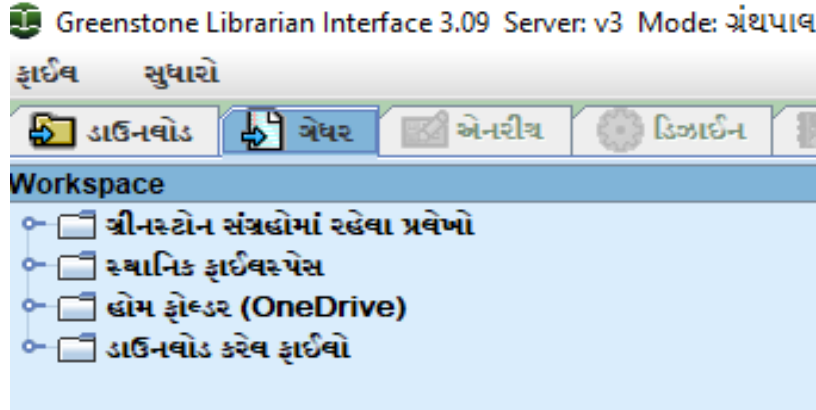 Greenstone Librarian Interface 3.09 Server: v3 Mode: ગ્રંથપાલ
ફાઈલ સુધારો
ડાઉનલોડ ગેધર એનરીચ ડિઝાઈન
Workspace
ગ્રીનસ્ટોન સંગ્રહોમાં રહેલા પ્રલેખો
સ્થાનિક ફાઈલસ્પેસ
હોમ ફોલ્ડર (OneDrive)
ડાઉનલોડ કરેલ ફાઈલો